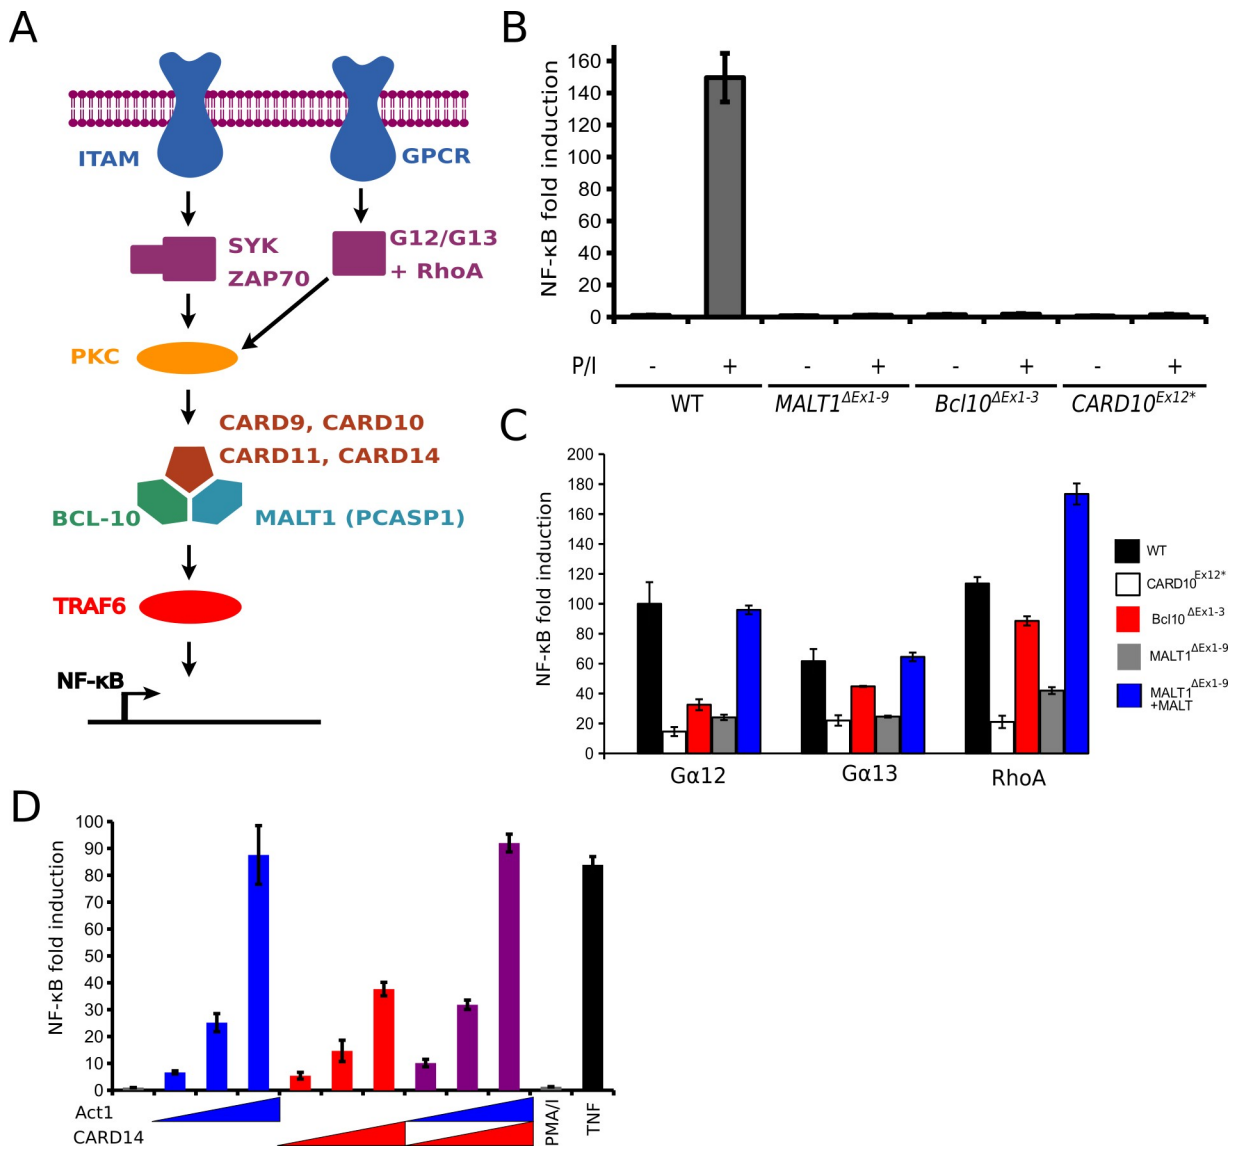 A
ITAM
GPCR
SYK
ZAP70
G12/G13
+ RhoA
PKC
CARD9, CARD10
CARD11, CARD14
BCL-10
MALT1 (PCASP1)
TRAF6
NF-κB
B
NF-κB fold induction
160
140
120
100
80
60
40
20
0
P/I - + - + - + - +
WT MALT1ΔEx1-9 Bcl10ΔEx1-3 CARD10Ex12*
C
NF-κB fold induction
200
180
160
140
120
100
80
60
40
20
0
Gα12 Gα13 RhoA
WT
CARD10Ex12*
Bcl10ΔEx1-3
MALT1ΔEx1-9
MALT1ΔEx1-9
+MALT
D
NF-κB fold induction
100
90
80
70
60
50
40
30
20
10
0
Act1
CARD14
PMA/I
TNF